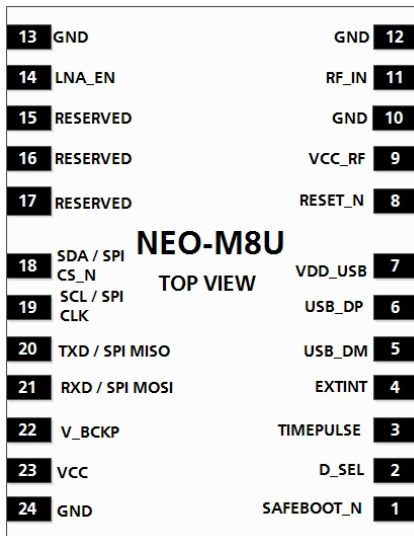 13 GND GND 12
14 LNA_EN RF_IN 11
15 RESERVED GND 10
16 RESERVED VCC_RF 9
17 RESERVED RESET_N 8
NEO-M8U
TOP VIEW
18 SDA / SPI CS_N VDD_USB 7
19 SCL / SPI CLK USB_DP 6
20 TXD / SPI MISO USB_DM 5
21 RXD / SPI MOSI EXTINT 4
22 V_BCKP TIMEPULSE 3
23 VCC D_SEL 2
24 GND SAFEBOOT_N 1